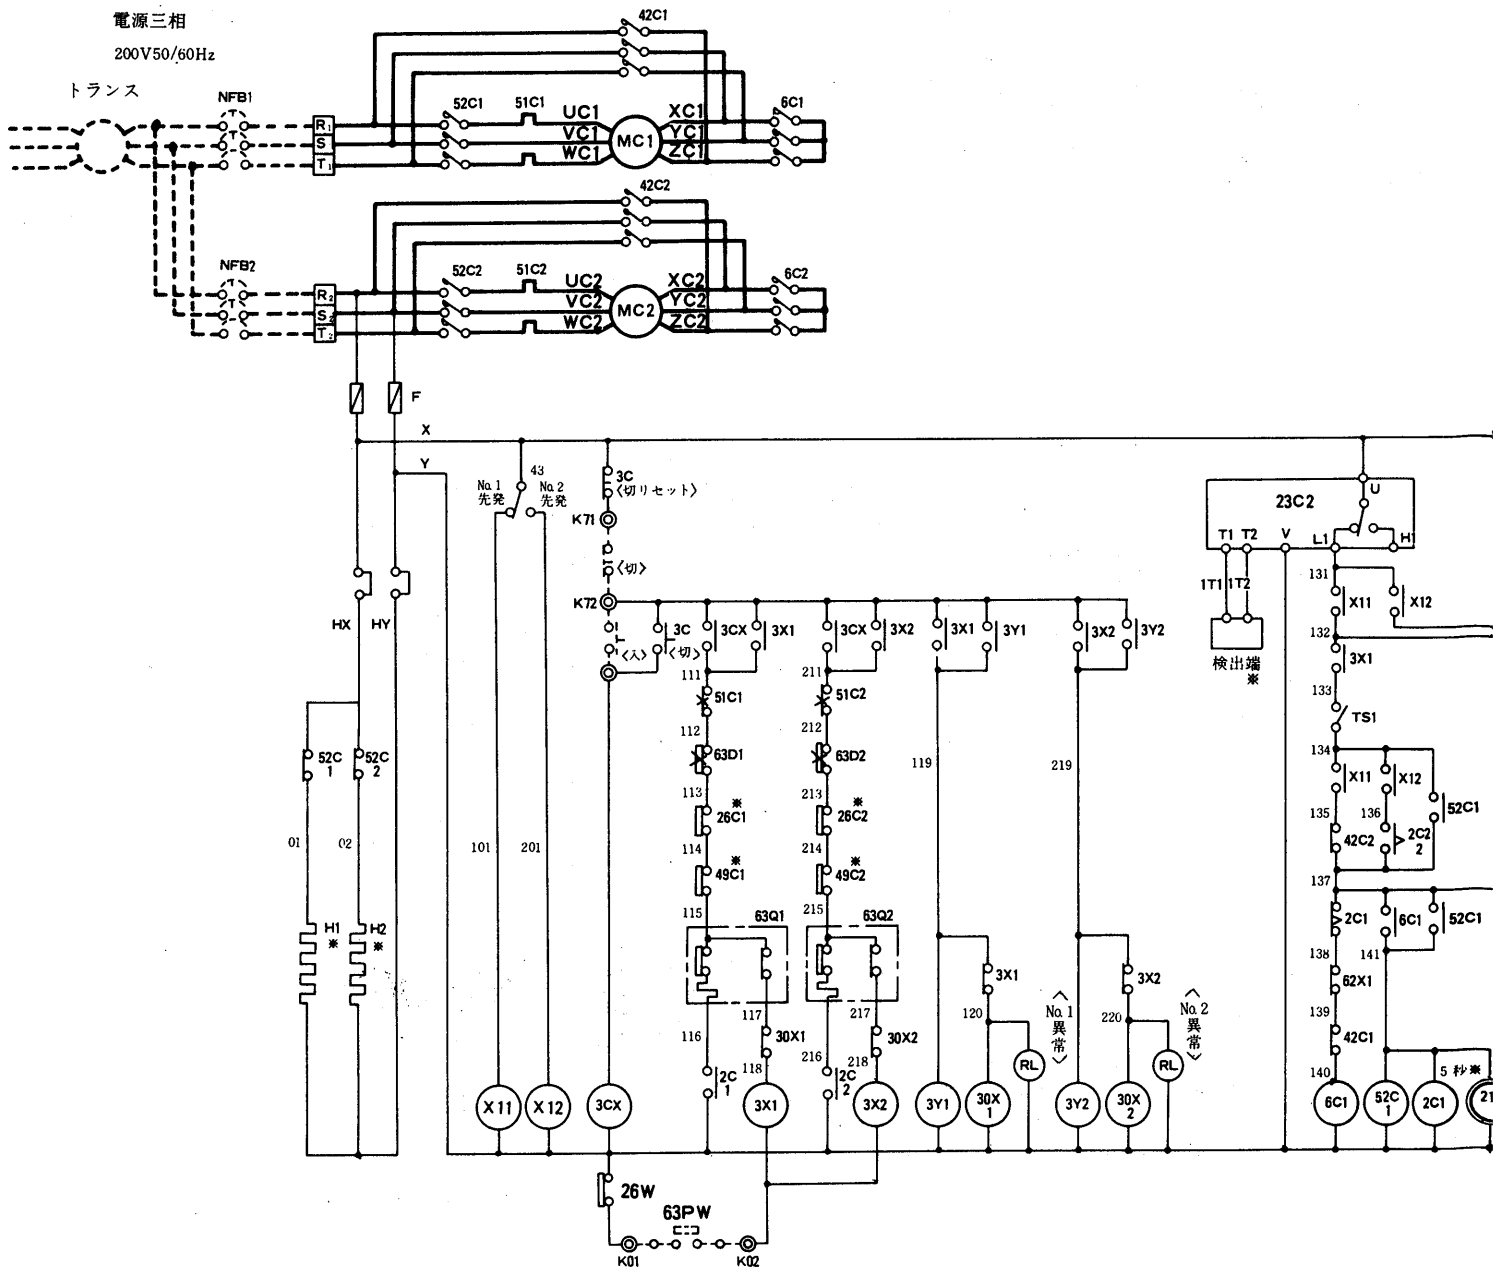 電源三相
200V50/60Hz
トランス
NFB1
R1
S
T1
42C1
52C1
51C1
UC1
VC1
WC1
MC1
XC1
YC1
ZC1
6C1
42C2
NFB2
R2
S2
T2
52C2
51C2
UC2
VC2
WC2
MC2
XC2
YC2
ZC2
6C2
F
X
Y
43
No.1
先発
No.2
先発
3C
〈切リセット〉
K71
〈切〉
K72
〈入〉
3C
〈切〉
3CX
3X1
3CX
3X2
3X1
3Y1
3X2
3Y2
23C2
U
T1
T2
V
L1
H1
1T1
1T2
検出端
※
131
X11
X12
132
3X1
133
TS1
134
X11
X12
52C1
135
136
42C2
2C2
2
137
2C1
6C1
52C1
138
141
62X1
139
42C1
140
5秒※
6C1
52C
1
2C1
21
HX
HY
52C
1
52C
2
01
02
H1
※
H2
※
101
201
111
51C1
112
63D1
113
※
26C1
114
※
49C1
115
63Q1
116
117
30X1
118
2C
1
211
51C2
212
63D2
213
※
26C2
214
※
49C2
215
63Q2
216
217
30X2
218
2C
2
119
219
3X1
120
3X2
220
RL
〈No.1異常〉
RL
〈No.2異常〉
X11
X12
3CX
3X1
3X2
3Y1
30X
1
3Y2
30X
2
26W
63PW
K01
K02